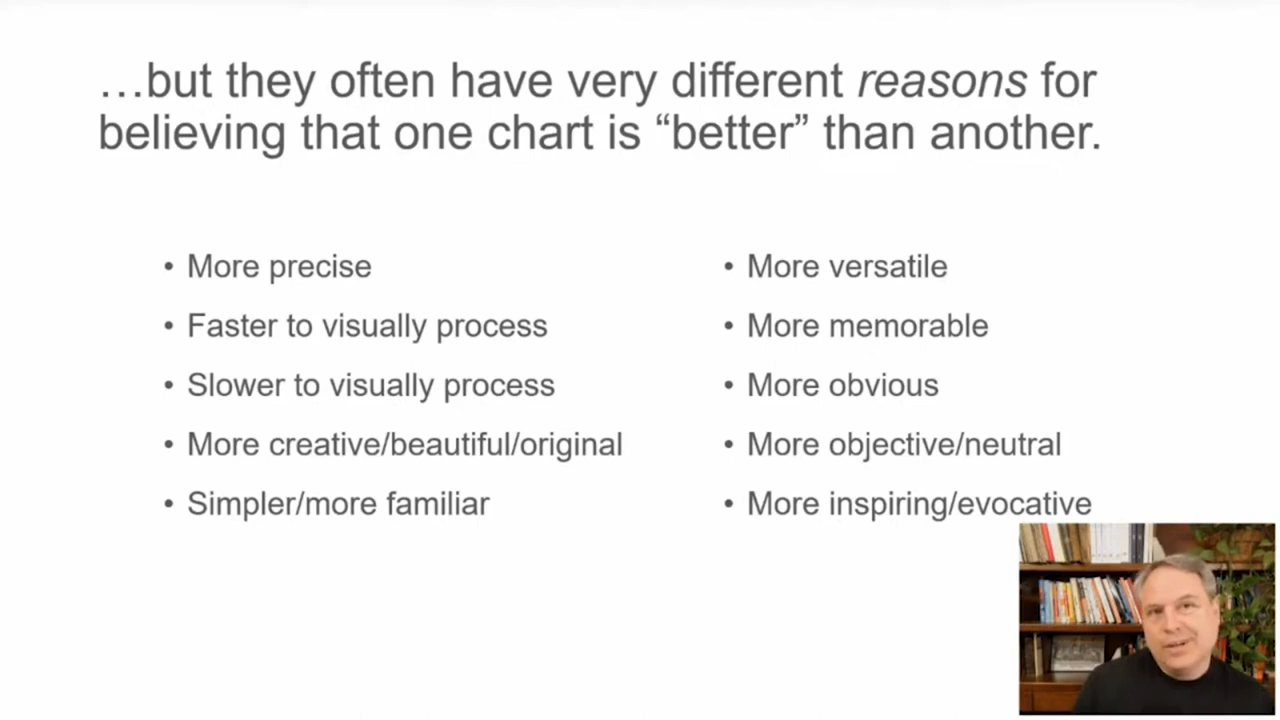 …but they often have very different reasons for
believing that one chart is “better” than another.
• More precise
• Faster to visually process
• Slower to visually process
• More creative/beautiful/original
• Simpler/more familiar
• More versatile
• More memorable
• More obvious
• More objective/neutral
• More inspiring/evocative